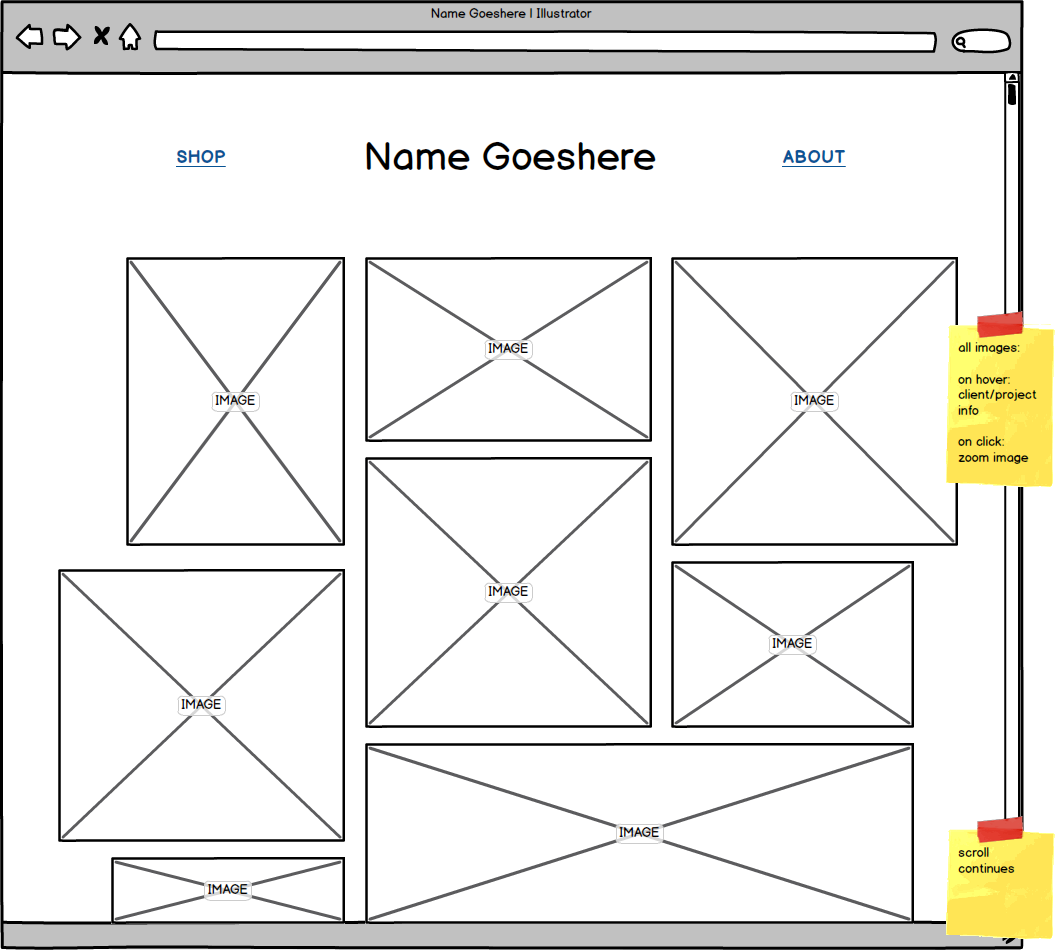 Name Goeshere | Illustrator
SHOP
Name Goeshere
ABOUT
IMAGE
IMAGE
IMAGE
all images:
on hover:
client/project
info
on click:
zoom image
IMAGE
IMAGE
IMAGE
IMAGE
IMAGE
scroll
continues